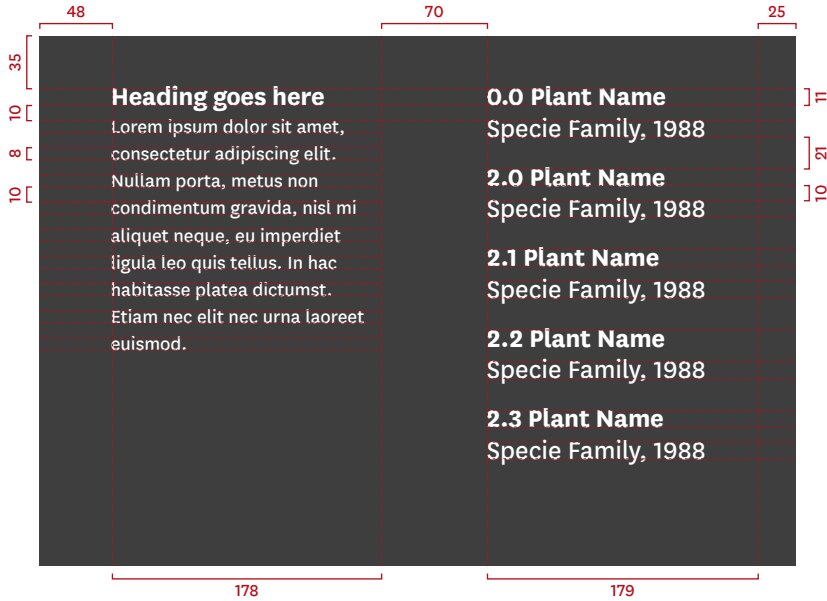 48
70
25
35
10
8
10
Heading goes here
Lorem ipsum dolor sit amet,
consectetur adipiscing elit.
Nullam porta, metus non
condimentum gravida, nisl mi
aliquet neque, eu imperdiet
ligula leo quis tellus. In hac
habitasse platea dictumst.
Etiam nec elit nec urna laoreet
euismod.
0.0 Plant Name
Specie Family, 1988
2.0 Plant Name
Specie Family, 1988
2.1 Plant Name
Specie Family, 1988
2.2 Plant Name
Specie Family, 1988
2.3 Plant Name
Specie Family, 1988
11
21
10
178
179